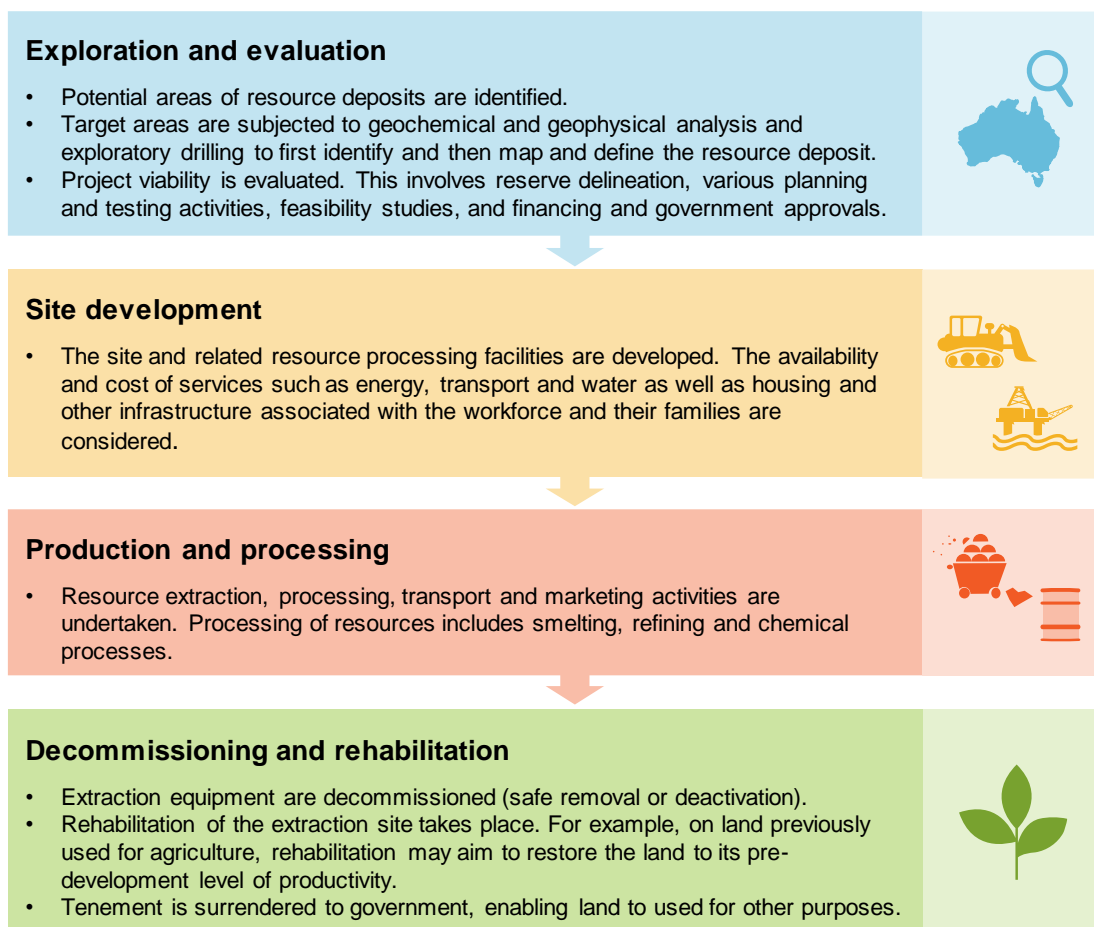 Exploration and evaluation
• Potential areas of resource deposits are identified.
• Target areas are subjected to geochemical and geophysical analysis and
exploratory drilling to first identify and then map and define the resource deposit.
• Project viability is evaluated. This involves reserve delineation, various planning
and testing activities, feasibility studies, and financing and government approvals.
Site development
• The site and related resource processing facilities are developed. The availability
and cost of services such as energy, transport and water as well as housing and
other infrastructure associated with the workforce and their families are
considered.
Production and processing
• Resource extraction, processing, transport and marketing activities are
undertaken. Processing of resources includes smelting, refining and chemical
processes.
Decommissioning and rehabilitation
• Extraction equipment are decommissioned (safe removal or deactivation).
• Rehabilitation of the extraction site takes place. For example, on land previously
used for agriculture, rehabilitation may aim to restore the land to its pre-
development level of productivity.
• Tenement is surrendered to government, enabling land to used for other purposes.